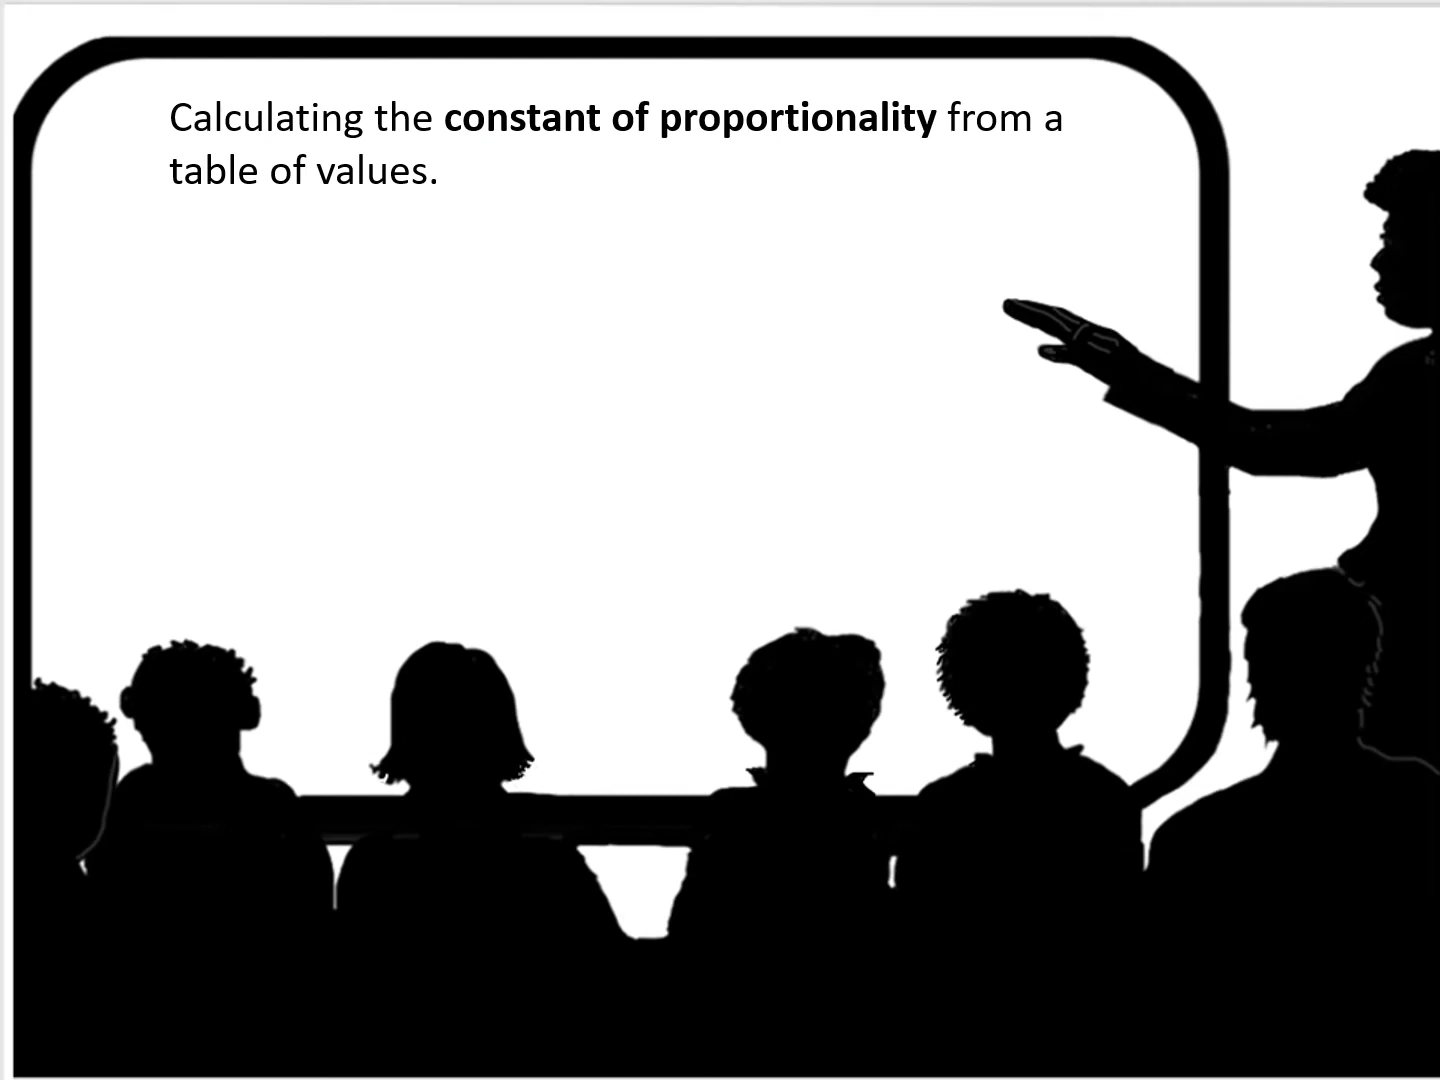 Calculating the constant of proportionality from a
table of values.